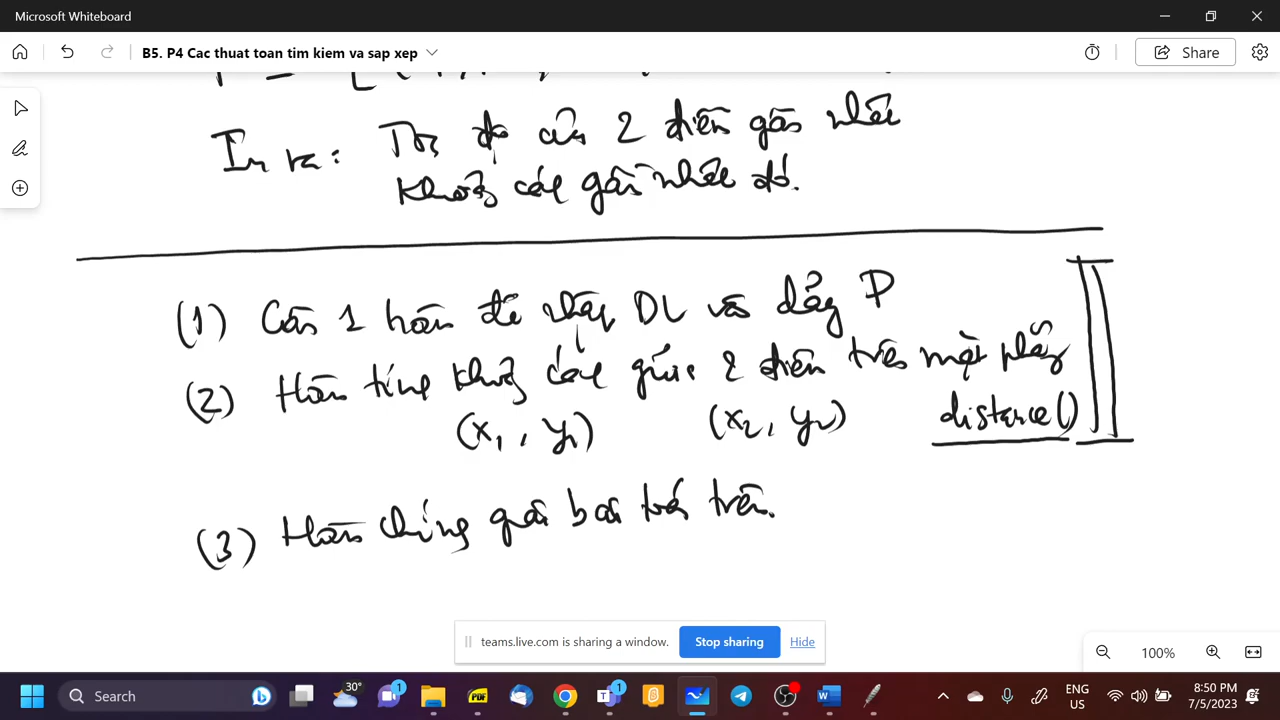 Microsoft Whiteboard
B5. P4 Cac thuat toan tim kiem va sap xep
Share
In ra: Toạ độ của 2 điểm gần nhất
Khoảng cách gần nhất đó.
(1) Cần 1 hàm để nhập DL vào dãy P
(2) Hàm tính khoảng cách giữa 2 điểm trên mặt phẳng
(x1, y1) (x2, y2) distance()
(3) Hàm chính giải bài toán trên.
teams.live.com is sharing a window. Stop sharing Hide
100%
Search
30°
1
1
ENG
US
8:50 PM
7/5/2023